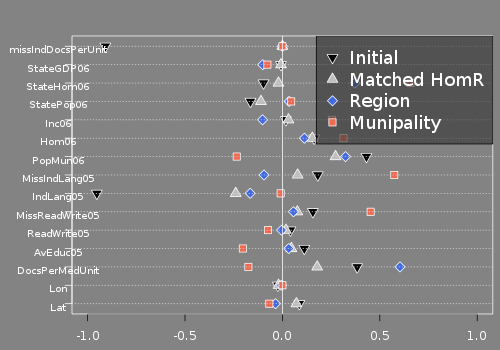 missIndDocsPerUnit
StateGDP06
StateHom06
StatePop06
Inc06
Hom06
PopMun06
MissIndLang05
IndLang05
MissReadWrite05
ReadWrite05
AvEduc05
DocsPerMedUnit
Lon
Lat
Initial
Matched HomR
Region
Munipality
-1.0
-0.5
0.0
0.5
1.0